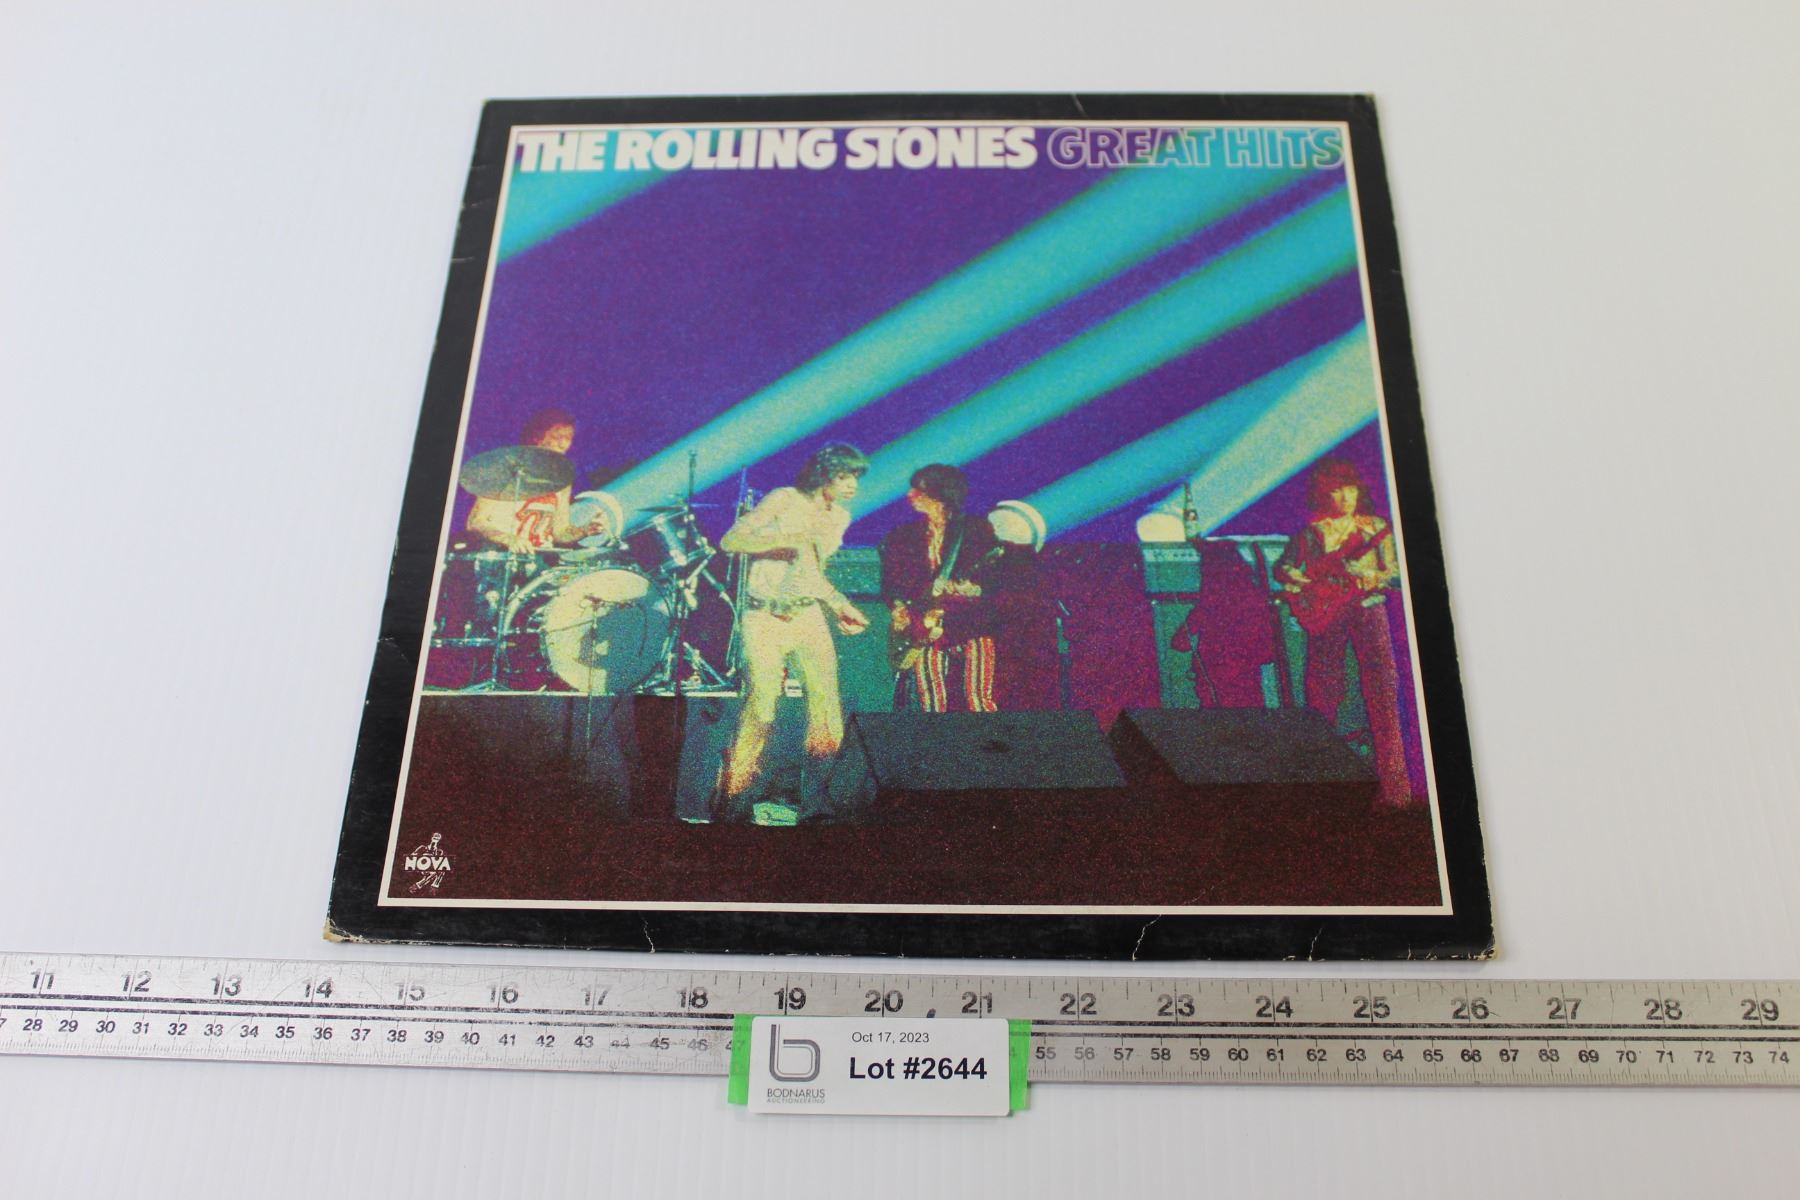 THE ROLLING STONES GREAT HITS
NOVA
11 12 13 14 15 16 17 18 19 20 21 22 23 24 25 26 27 28 29
7 28 29 30 31 32 33 34 35 36 37 38 39 40 41 42 43 44 45 46 47 55 56 57 58 59 60 61 62 63 64 65 66 67 68 69 70 71 72 73 74
b
Oct 17, 2023
Lot #2644
BODNARUS
AUCTIONEERING